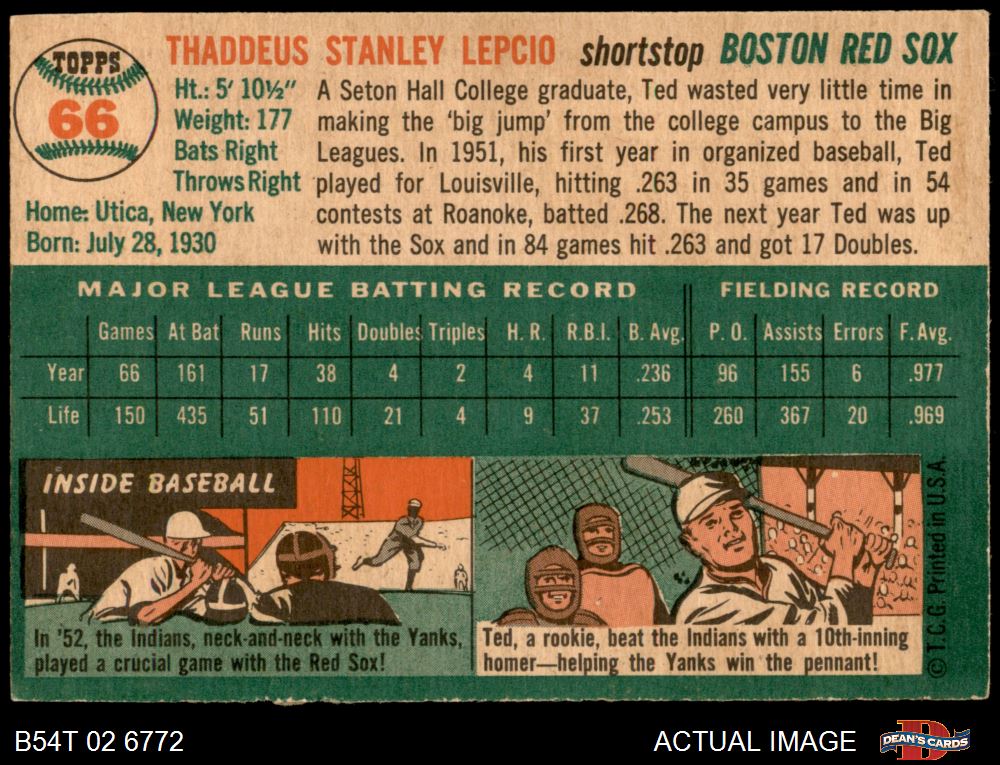 TOPPS
66
THADDEUS STANLEY LEPCIO shortstop BOSTON RED SOX
Ht.: 5' 10½"
Weight: 177
Bats Right
Throws Right
Home: Utica, New York
Born: July 28, 1930
A Seton Hall College graduate, Ted wasted very little time in
making the 'big jump' from the college campus to the Big
Leagues. In 1951, his first year in organized baseball, Ted
played for Louisville, hitting .263 in 35 games and in 54
contests at Roanoke, batted .268. The next year Ted was up
with the Sox and in 84 games hit .263 and got 17 Doubles.
MAJOR LEAGUE BATTING RECORD FIELDING RECORD
Games At Bat Runs Hits Doubles Triples H. R. R.B.I. B. Avg. P. O. Assists Errors F. Avg.
Year 66 161 17 38 4 2 4 11 .236 96 155 6 .977
Life 150 435 51 110 21 4 9 37 .253 260 367 20 .969
INSIDE BASEBALL
In '52, the Indians, neck-and-neck with the Yanks,
played a crucial game with the Red Sox!
Ted, a rookie, beat the Indians with a 10th-inning
homer—helping the Yanks win the pennant!
© T.C.G. Printed in U.S.A.
B54T 02 6772
ACTUAL IMAGE
DEAN'S CARDS